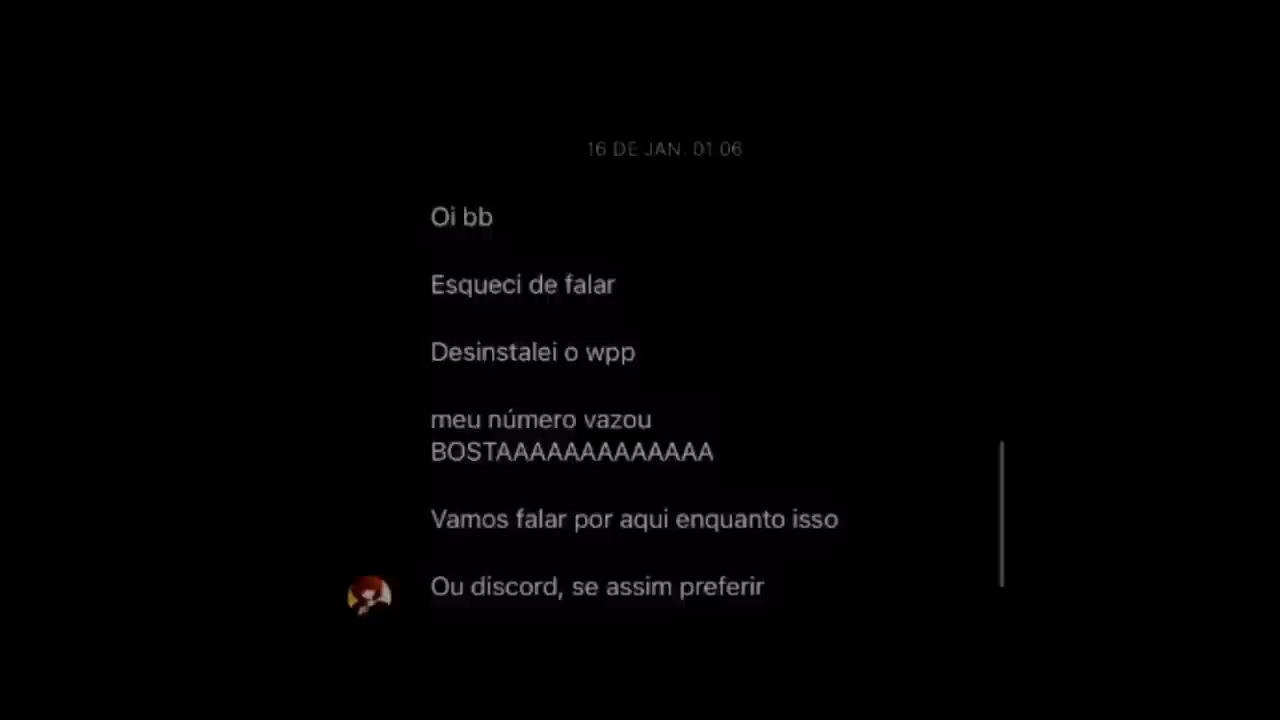 16 DE JAN. 01:06
Oi bb
Esqueci de falar
Desinstalei o wpp
meu número vazou
BOSTAAAAAAAAAAAAA
Vamos falar por aqui enquanto isso
Ou discord, se assim preferir